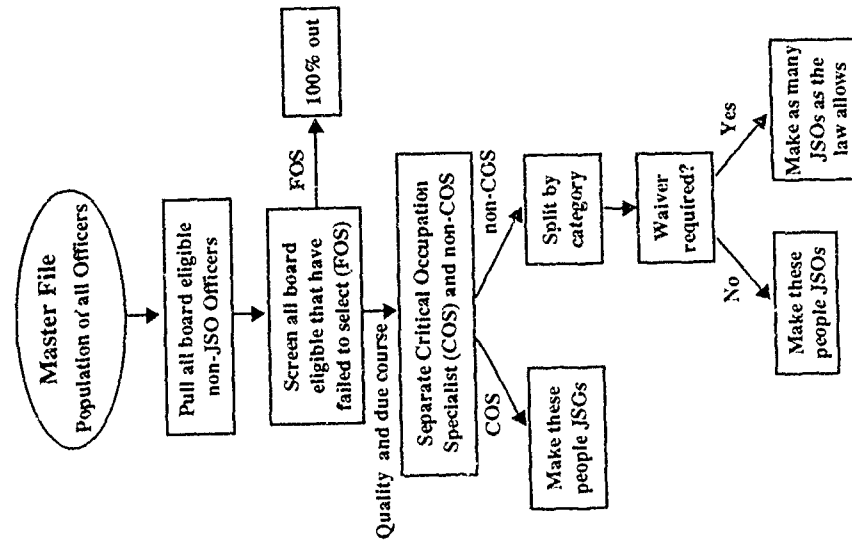 Master File
Population of all Officers
Pull all board eligible
non-JSO Officers
Screen all board
eligible that have
failed to select (FOS)
FOS
100% out
Quality and due course
Separate Critical Occupation
Specialist (COS) and non-COS
COS
non-CGS
Make these
people JSGs
Split by
category
Waiver
required?
No
Yes
Make these
people JSOs
Make as many
JSOs as the
law allows